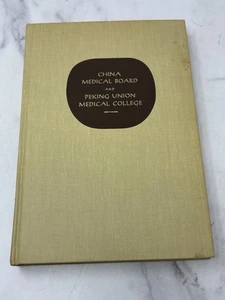 CHINA
MEDICAL BOARD
AND
PEKING UNION
MEDICAL COLLEGE